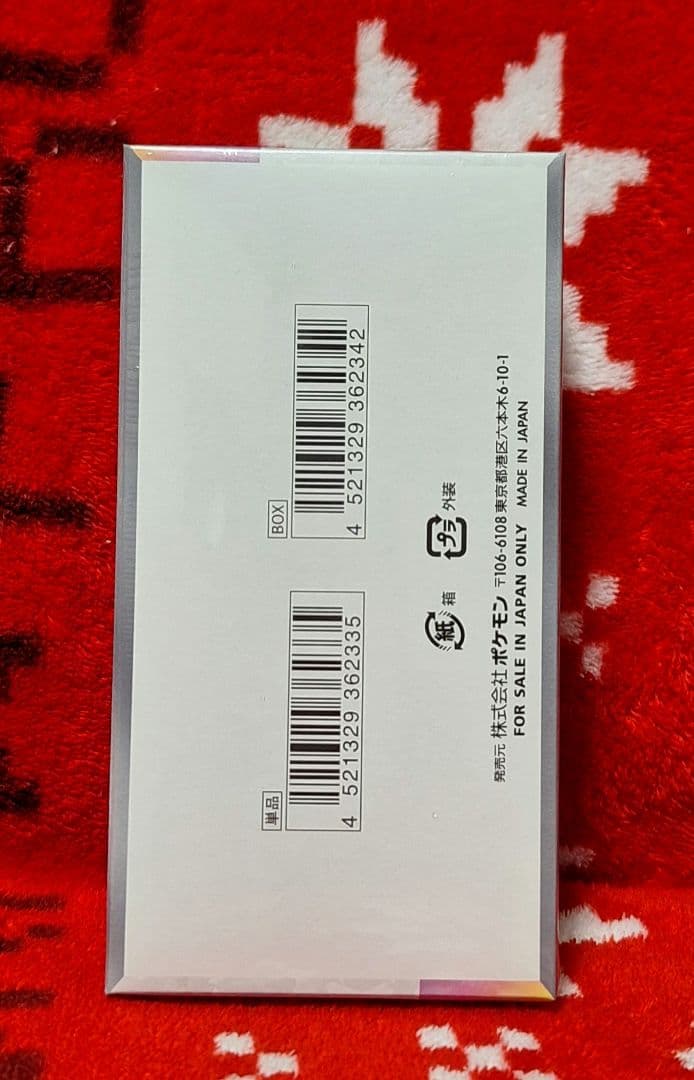 単品
4 521329 362335
BOX
4 521329 362342
紙 箱
プラ 外装
発売元 株式会社ポケモン 〒106-6108 東京都港区六本木6-10-1
FOR SALE IN JAPAN ONLY MADE IN JAPAN